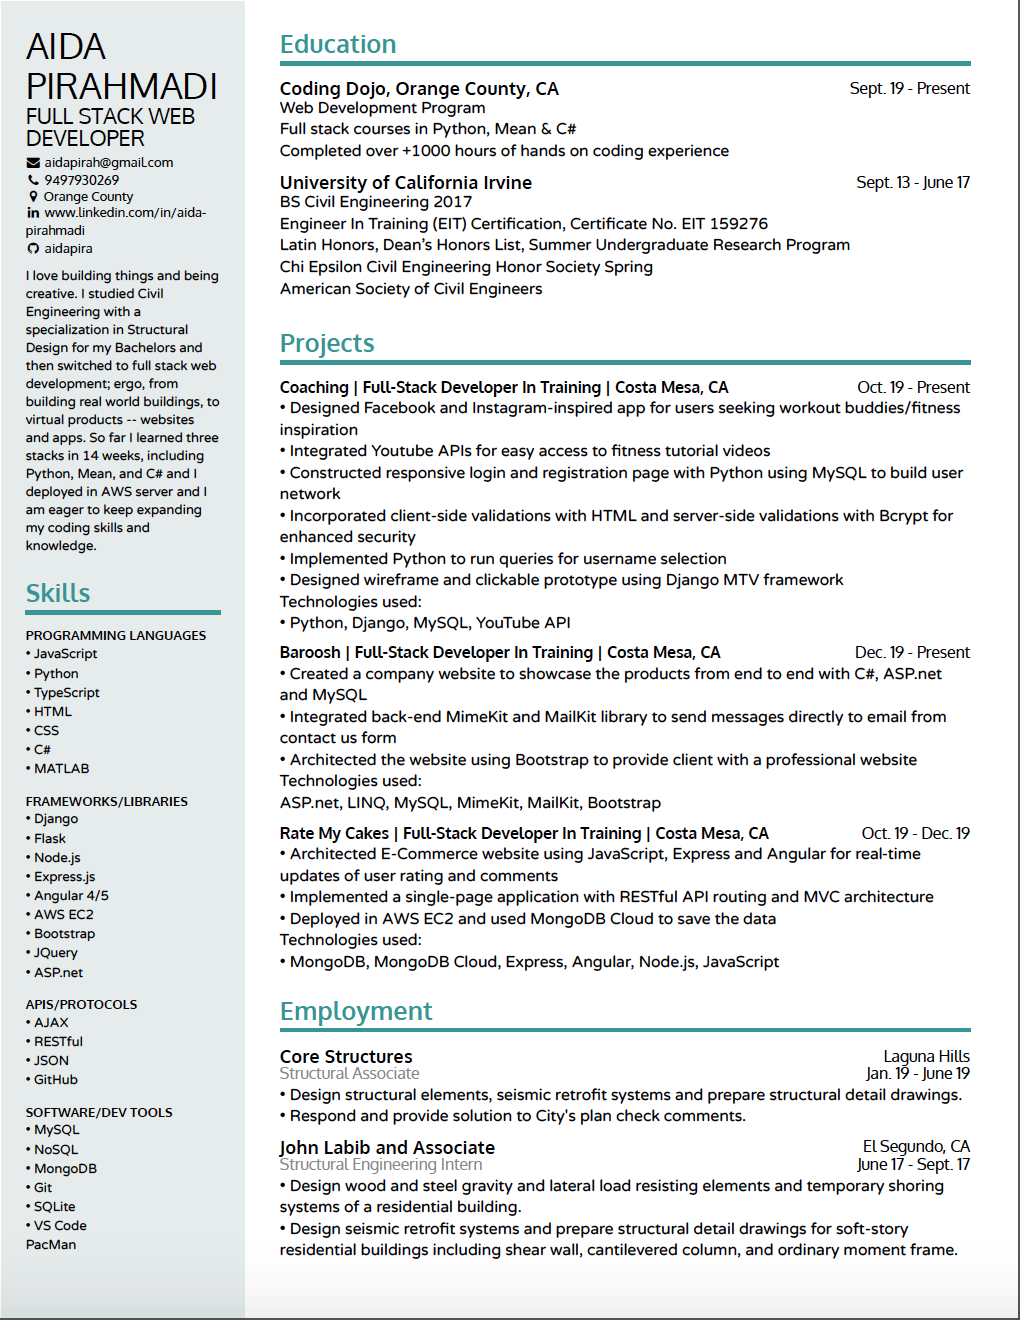 AIDA
PIRAHMADI
FULL STACK WEB
DEVELOPER
aidapirah@gmail.com
9497930269
Orange County
www.linkedin.com/in/aida-
pirahmadi
aidapira
I love building things and being
creative. I studied Civil
Engineering with a
specialization in Structural
Design for my Bachelors and
then switched to full stack web
development; ergo, from
building real world buildings, to
virtual products -- websites
and apps. So far I learned three
stacks in 14 weeks, including
Python, Mean, and C# and I
deployed in AWS server and I
am eager to keep expanding
my coding skills and
knowledge.
Skills
PROGRAMMING LANGUAGES
• JavaScript
• Python
• TypeScript
• HTML
• CSS
• C#
• MATLAB
FRAMEWORKS/LIBRARIES
• Django
• Flask
• Node.js
• Express.js
• Angular 4/5
• AWS EC2
• Bootstrap
• JQuery
• ASP.net
APIS/PROTOCOLS
• AJAX
• RESTful
• JSON
• GitHub
SOFTWARE/DEV TOOLS
• MySQL
• NoSQL
• MongoDB
• Git
• SQLite
• VS Code
PacMan
Education
Coding Dojo, Orange County, CA Sept. 19 - Present
Web Development Program
Full stack courses in Python, Mean & C#
Completed over +1000 hours of hands on coding experience
University of California Irvine Sept. 13 - June 17
BS Civil Engineering 2017
Engineer In Training (EIT) Certification, Certificate No. EIT 159276
Latin Honors, Dean's Honors List, Summer Undergraduate Research Program
Chi Epsilon Civil Engineering Honor Society Spring
American Society of Civil Engineers
Projects
Coaching | Full-Stack Developer In Training | Costa Mesa, CA Oct. 19 - Present
• Designed Facebook and Instagram-inspired app for users seeking workout buddies/fitness
inspiration
• Integrated Youtube APIs for easy access to fitness tutorial videos
• Constructed responsive login and registration page with Python using MySQL to build user
network
• Incorporated client-side validations with HTML and server-side validations with Bcrypt for
enhanced security
• Implemented Python to run queries for username selection
• Designed wireframe and clickable prototype using Django MTV framework
Technologies used:
• Python, Django, MySQL, YouTube API
Baroosh | Full-Stack Developer In Training | Costa Mesa, CA Dec. 19 - Present
• Created a company website to showcase the products from end to end with C#, ASP.net
and MySQL
• Integrated back-end MimeKit and MailKit library to send messages directly to email from
contact us form
• Architected the website using Bootstrap to provide client with a professional website
Technologies used:
ASP.net, LINQ, MySQL, MimeKit, MailKit, Bootstrap
Rate My Cakes | Full-Stack Developer In Training | Costa Mesa, CA Oct. 19 - Dec. 19
• Architected E-Commerce website using JavaScript, Express and Angular for real-time
updates of user rating and comments
• Implemented a single-page application with RESTful API routing and MVC architecture
• Deployed in AWS EC2 and used MongoDB Cloud to save the data
Technologies used:
• MongoDB, MongoDB Cloud, Express, Angular, Node.js, JavaScript
Employment
Core Structures Laguna Hills
Structural Associate Jan. 19 - June 19
• Design structural elements, seismic retrofit systems and prepare structural detail drawings.
• Respond and provide solution to City's plan check comments.
John Labib and Associate El Segundo, CA
Structural Engineering Intern June 17 - Sept. 17
• Design wood and steel gravity and lateral load resisting elements and temporary shoring
systems of a residential building.
• Design seismic retrofit systems and prepare structural detail drawings for soft-story
residential buildings including shear wall, cantilevered column, and ordinary moment frame.